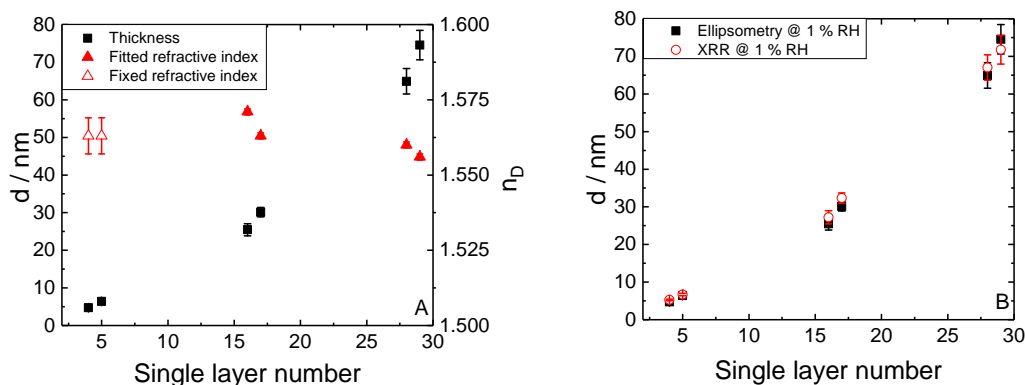 80
70
60
50
40
30
20
10
0
d / nm
Thickness
Fitted refractive index
Fixed refractive index
1.600
1.575
1.550
1.525
1.500
n_D
A
5 10 15 20 25 30
Single layer number
80
70
60
50
40
30
20
10
0
d / nm
Ellipsometry @ 1 % RH
XRR @ 1 % RH
B
5 10 15 20 25 30
Single layer number